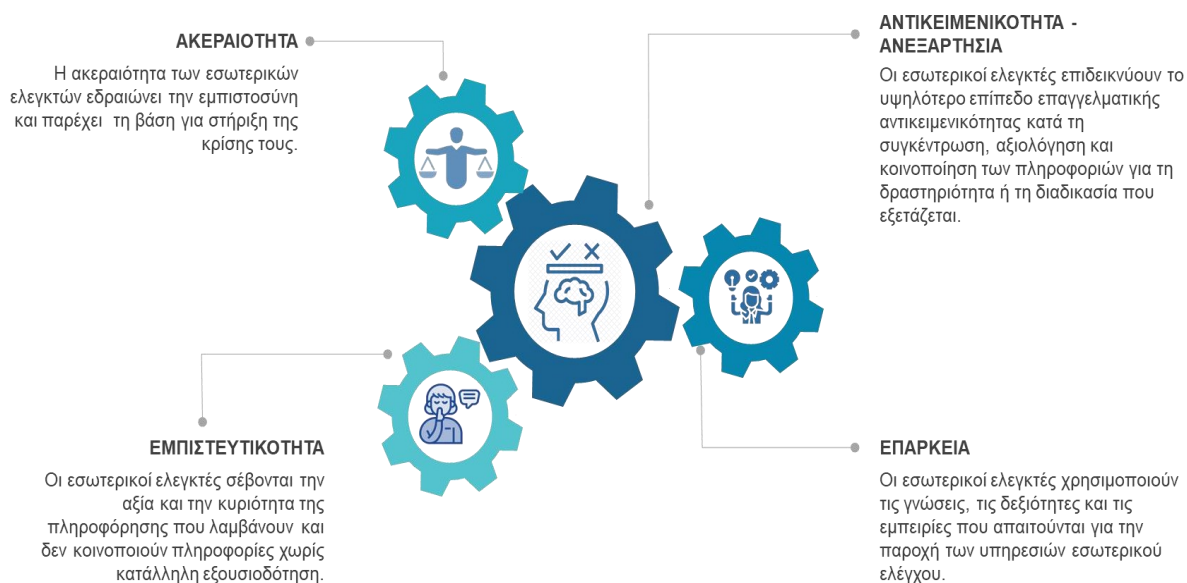 ΑΚΕΡΑΙΟΤΗΤΑ
Η ακεραιότητα των εσωτερικών
ελεγκτών εδραιώνει την εμπιστοσύνη
και παρέχει τη βάση για στήριξη της
κρίσης τους.
ΑΝΤΙΚΕΙΜΕΝΙΚΟΤΗΤΑ -
ΑΝΕΞΑΡΤΗΣΙΑ
Οι εσωτερικοί ελεγκτές επιδεικνύουν το
υψηλότερο επίπεδο επαγγελματικής
αντικειμενικότητας κατά τη
συγκέντρωση, αξιολόγηση και
κοινοποίηση των πληροφοριών για τη
δραστηριότητα ή τη διαδικασία που
εξετάζεται.
ΕΜΠΙΣΤΕΥΤΙΚΟΤΗΤΑ
Οι εσωτερικοί ελεγκτές σέβονται την
αξία και την κυριότητα της
πληροφόρησης που λαμβάνουν και
δεν κοινοποιούν πληροφορίες χωρίς
κατάλληλη εξουσιοδότηση.
ΕΠΑΡΚΕΙΑ
Οι εσωτερικοί ελεγκτές χρησιμοποιούν
τις γνώσεις, τις δεξιότητες και τις
εμπειρίες που απαιτούνται για την
παροχή των υπηρεσιών εσωτερικού
ελέγχου.